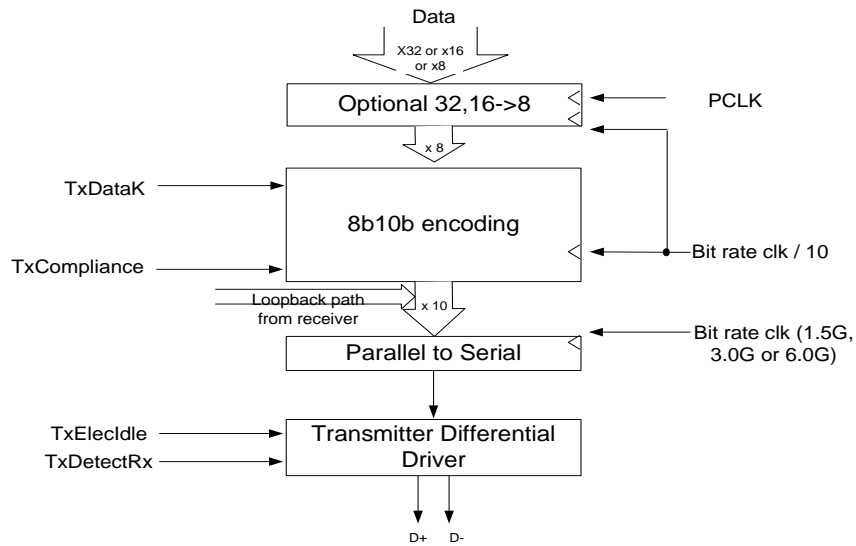 Data
X32 or x16
or x8
Optional 32,16->8
PCLK
x 8
TxDataK
8b10b encoding
Bit rate clk / 10
TxCompliance
Loopback path
from receiver
x 10
Bit rate clk (1.5G,
3.0G or 6.0G)
Parallel to Serial
TxElecIdle
Transmitter Differential
Driver
TxDetectRx
D+
D-